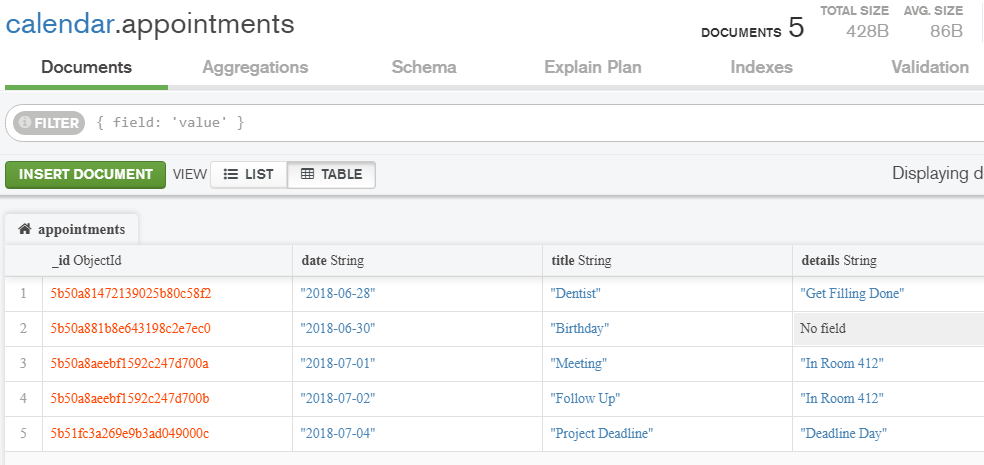 calendar.appointments
DOCUMENTS 5 TOTAL SIZE 428B AVG. SIZE 86B
Documents Aggregations Schema Explain Plan Indexes Validation
FILTER { field: 'value' }
INSERT DOCUMENT VIEW LIST TABLE Displaying d
appointments
_id ObjectId date String title String details String
1 5b50a81472139025b80c58f2 "2018-06-28" "Dentist" "Get Filling Done"
2 5b50a881b8e643198c2e7ec0 "2018-06-30" "Birthday" No field
3 5b50a8aeebf1592c247d700a "2018-07-01" "Meeting" "In Room 412"
4 5b50a8aeebf1592c247d700b "2018-07-02" "Follow Up" "In Room 412"
5 5b51fc3a269e9b3ad049000c "2018-07-04" "Project Deadline" "Deadline Day"